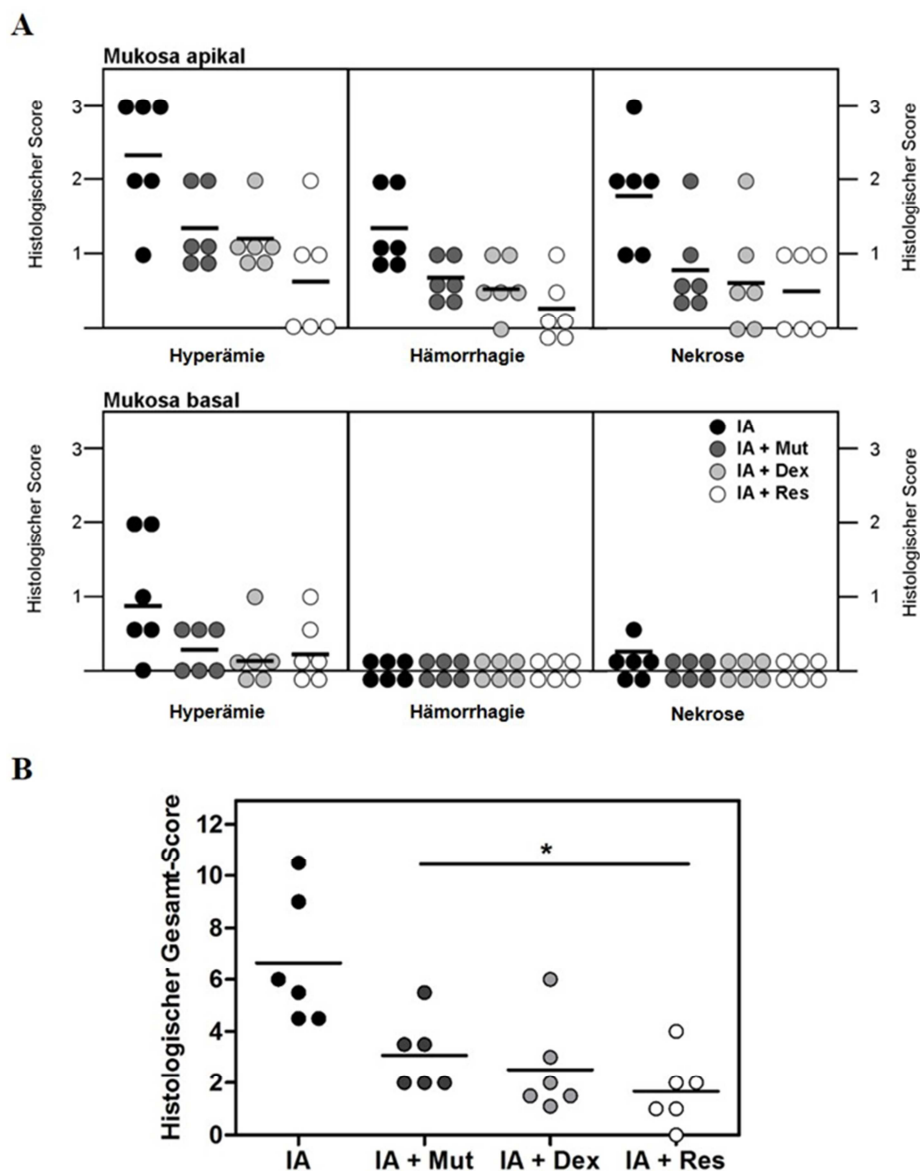 A
Mukosa apikal
Histologischer Score
3
2
1
3
2
1
Histologischer Score
Hyperämie
Hämorrhagie
Nekrose
Mukosa basal
Histologischer Score
3
2
1
IA
IA + Mut
IA + Dex
IA + Res
3
2
1
Histologischer Score
Hyperämie
Hämorrhagie
Nekrose
B
Histologischer Gesamt-Score
12
10
8
6
4
2
0
*
IA
IA + Mut
IA + Dex
IA + Res